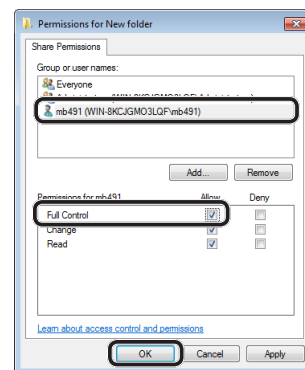 Permissions for New folder
Share Permissions
Group or user names:
Everyone
mb491 (WIN-8KCJGMO3LQF\mb491)
Add... Remove
Permissions for mb491 Allow Deny
Full Control
Change
Read
Learn about access control and permissions
OK Cancel Apply